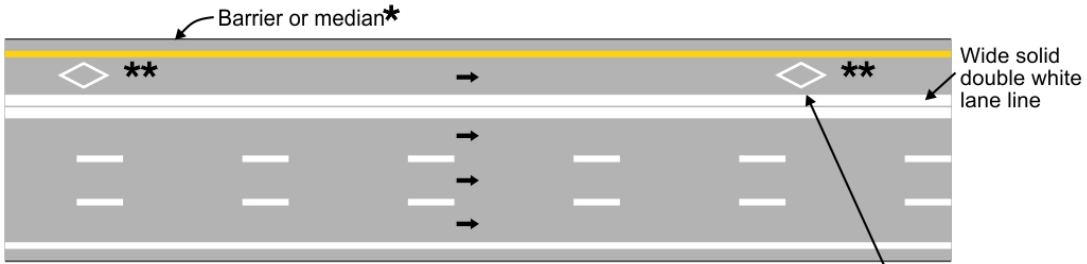 Barrier or median*
**
**
Wide solid
double white
lane line